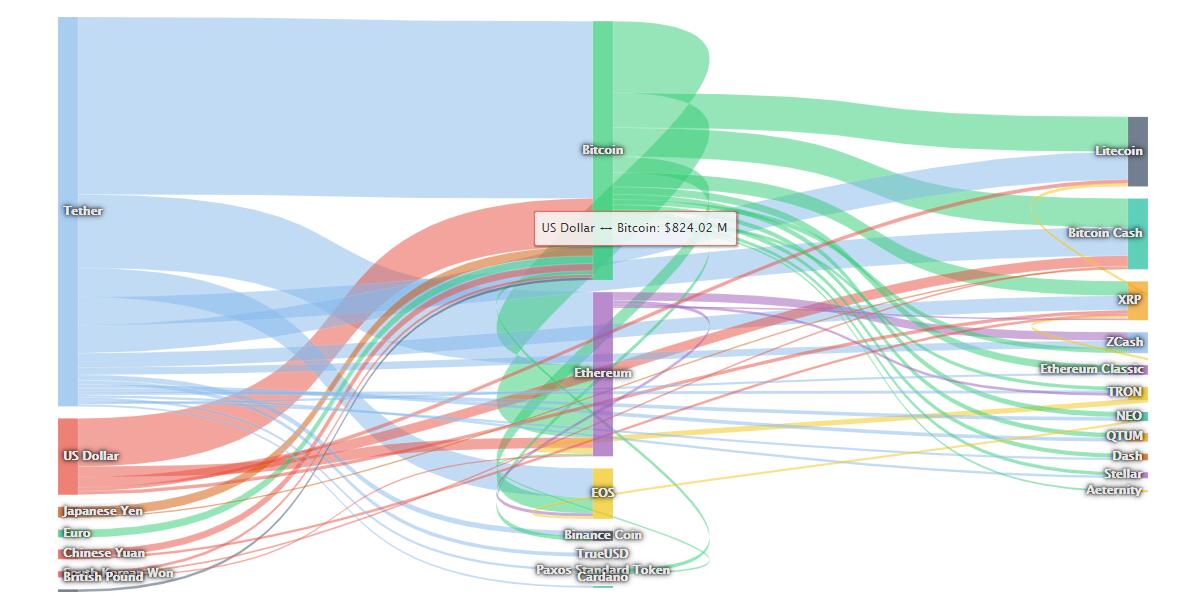 Tether
US Dollar
Japanese Yen
Euro
Chinese Yuan
South Korean Won
British Pound
Bitcoin
US Dollar — Bitcoin: $824.02 M
Ethereum
EOS
Binance Coin
TrueUSD
Paxos Standard Token
Cardano
Litecoin
Bitcoin Cash
XRP
ZCash
Ethereum Classic
TRON
NEO
QTUM
Dash
Stellar
Aeternity